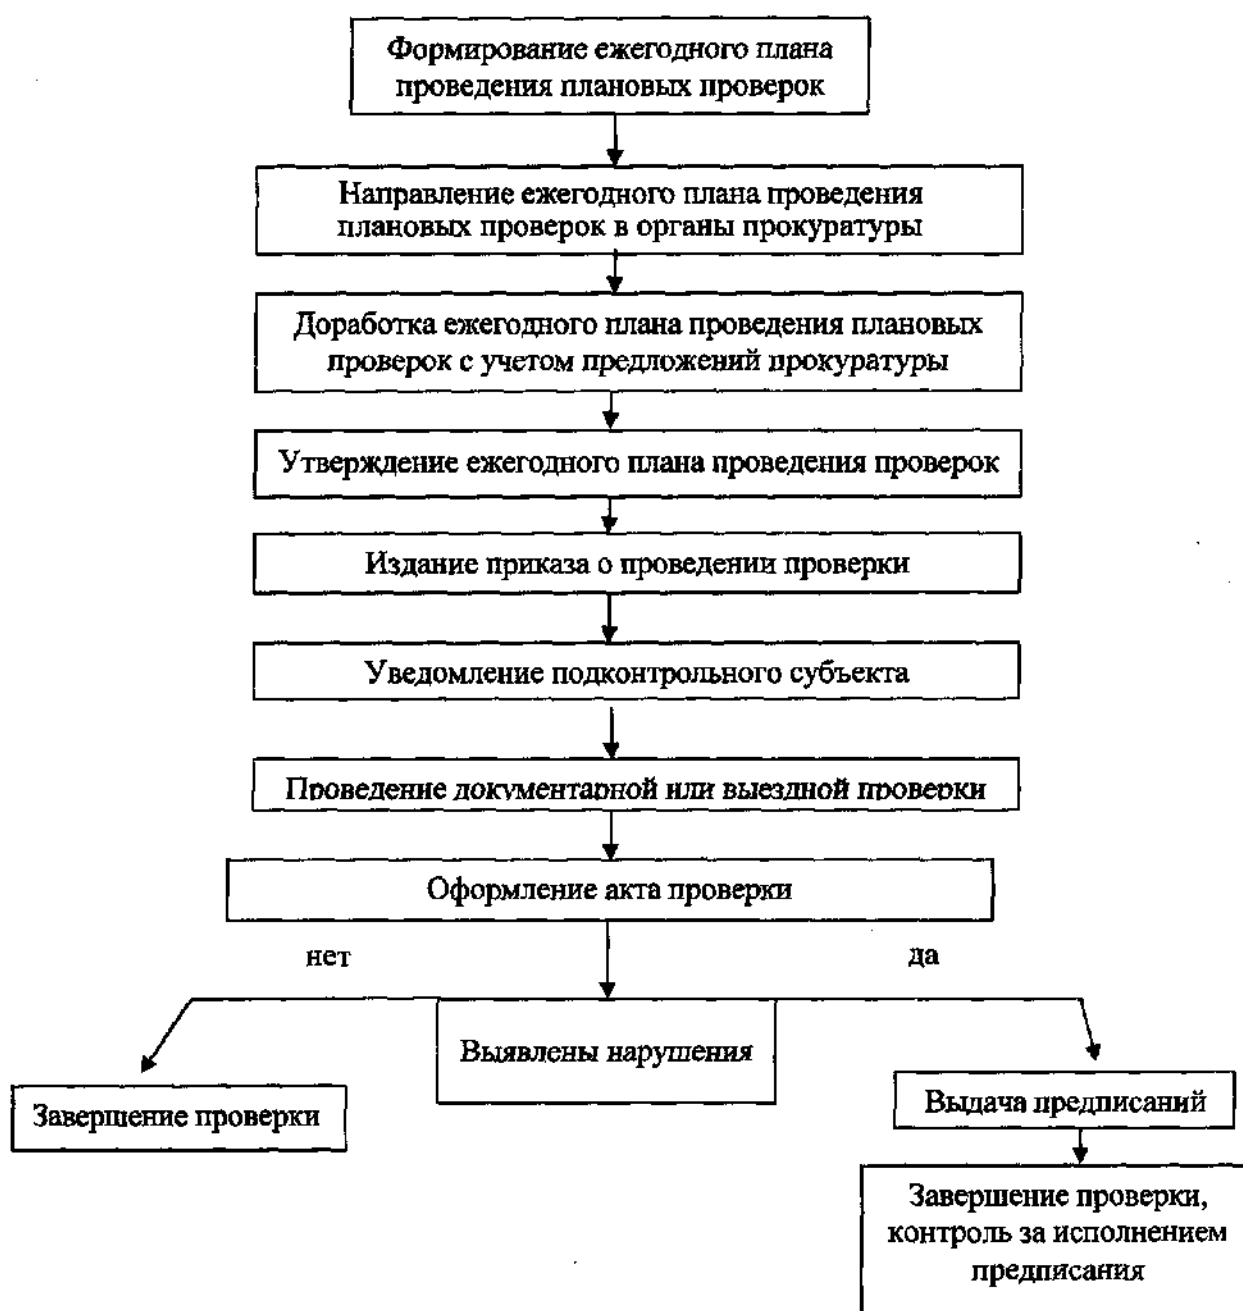 Формирование ежегодного плана
проведения плановых проверок
Направление ежегодного плана проведения
плановых проверок в органы прокуратуры
Доработка ежегодного плана проведения плановых
проверок с учетом предложений прокуратуры
Утверждение ежегодного плана проведения проверок
Издание приказа о проведении проверки
Уведомление подконтрольного субъекта
Проведение документарной или выездной проверки
Оформление акта проверки
нет
да
Выявлены нарушения
Завершение проверки
Выдача предписаний
Завершение проверки,
контроль за исполнением
предписания